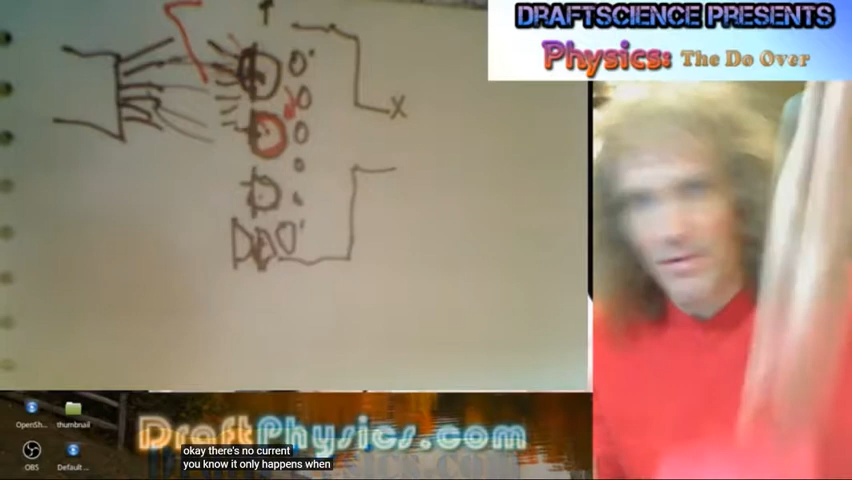 DRAFTSCIENCE PRESENTS
Physics: The Do Over
X
DraftPhysics.com
okay there's no current
you know it only happens when
OpenSh... thumbnail
OBS Default ...